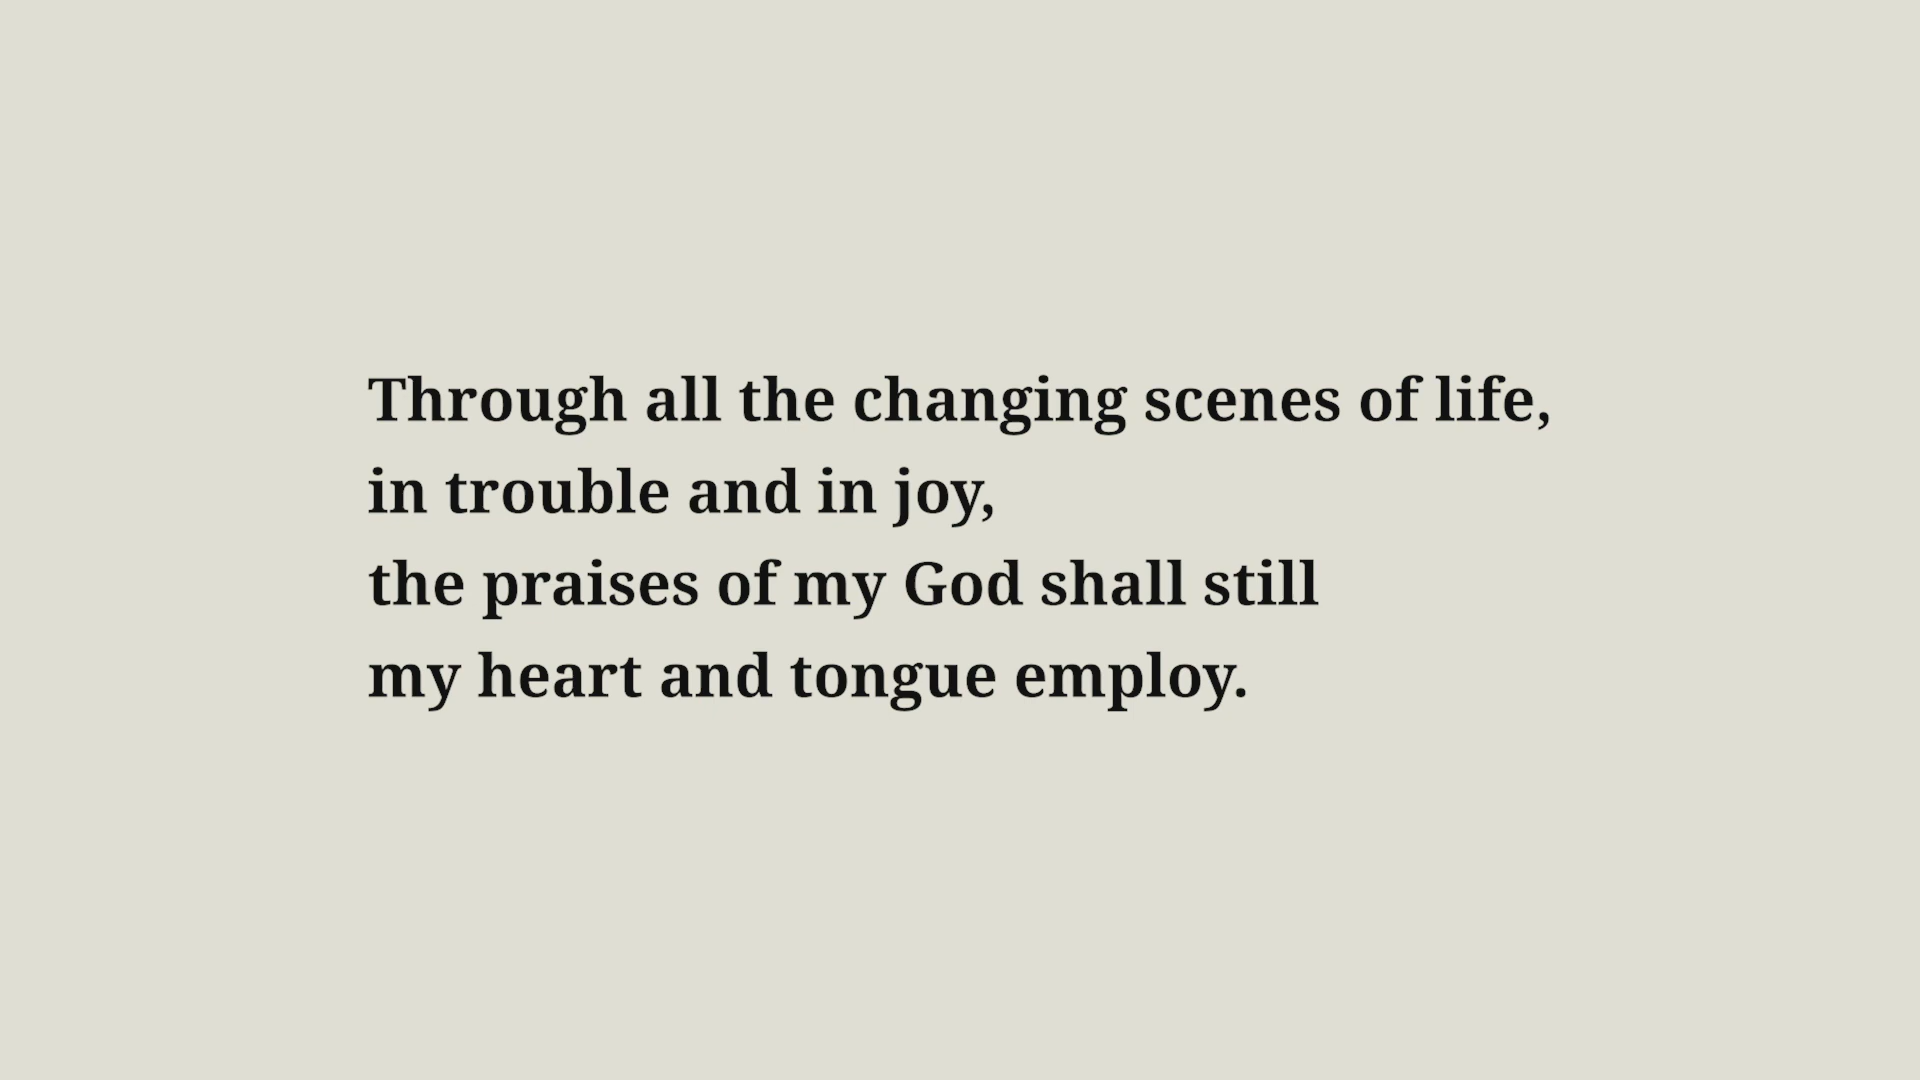 Through all the changing scenes of life,
in trouble and in joy,
the praises of my God shall still
my heart and tongue employ.